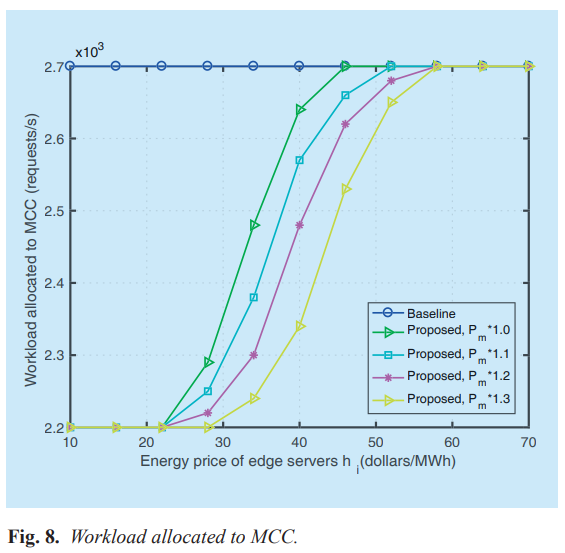 x10³
2.7
2.6
2.5
2.4
2.3
2.2
Workload allocated to MCC (requests/s)
10 20 30 40 50 60 70
Energy price of edge servers h i (dollars/MWh)
Baseline
Proposed, Pm*1.0
Proposed, Pm*1.1
Proposed, Pm*1.2
Proposed, Pm*1.3
Fig. 8. Workload allocated to MCC.